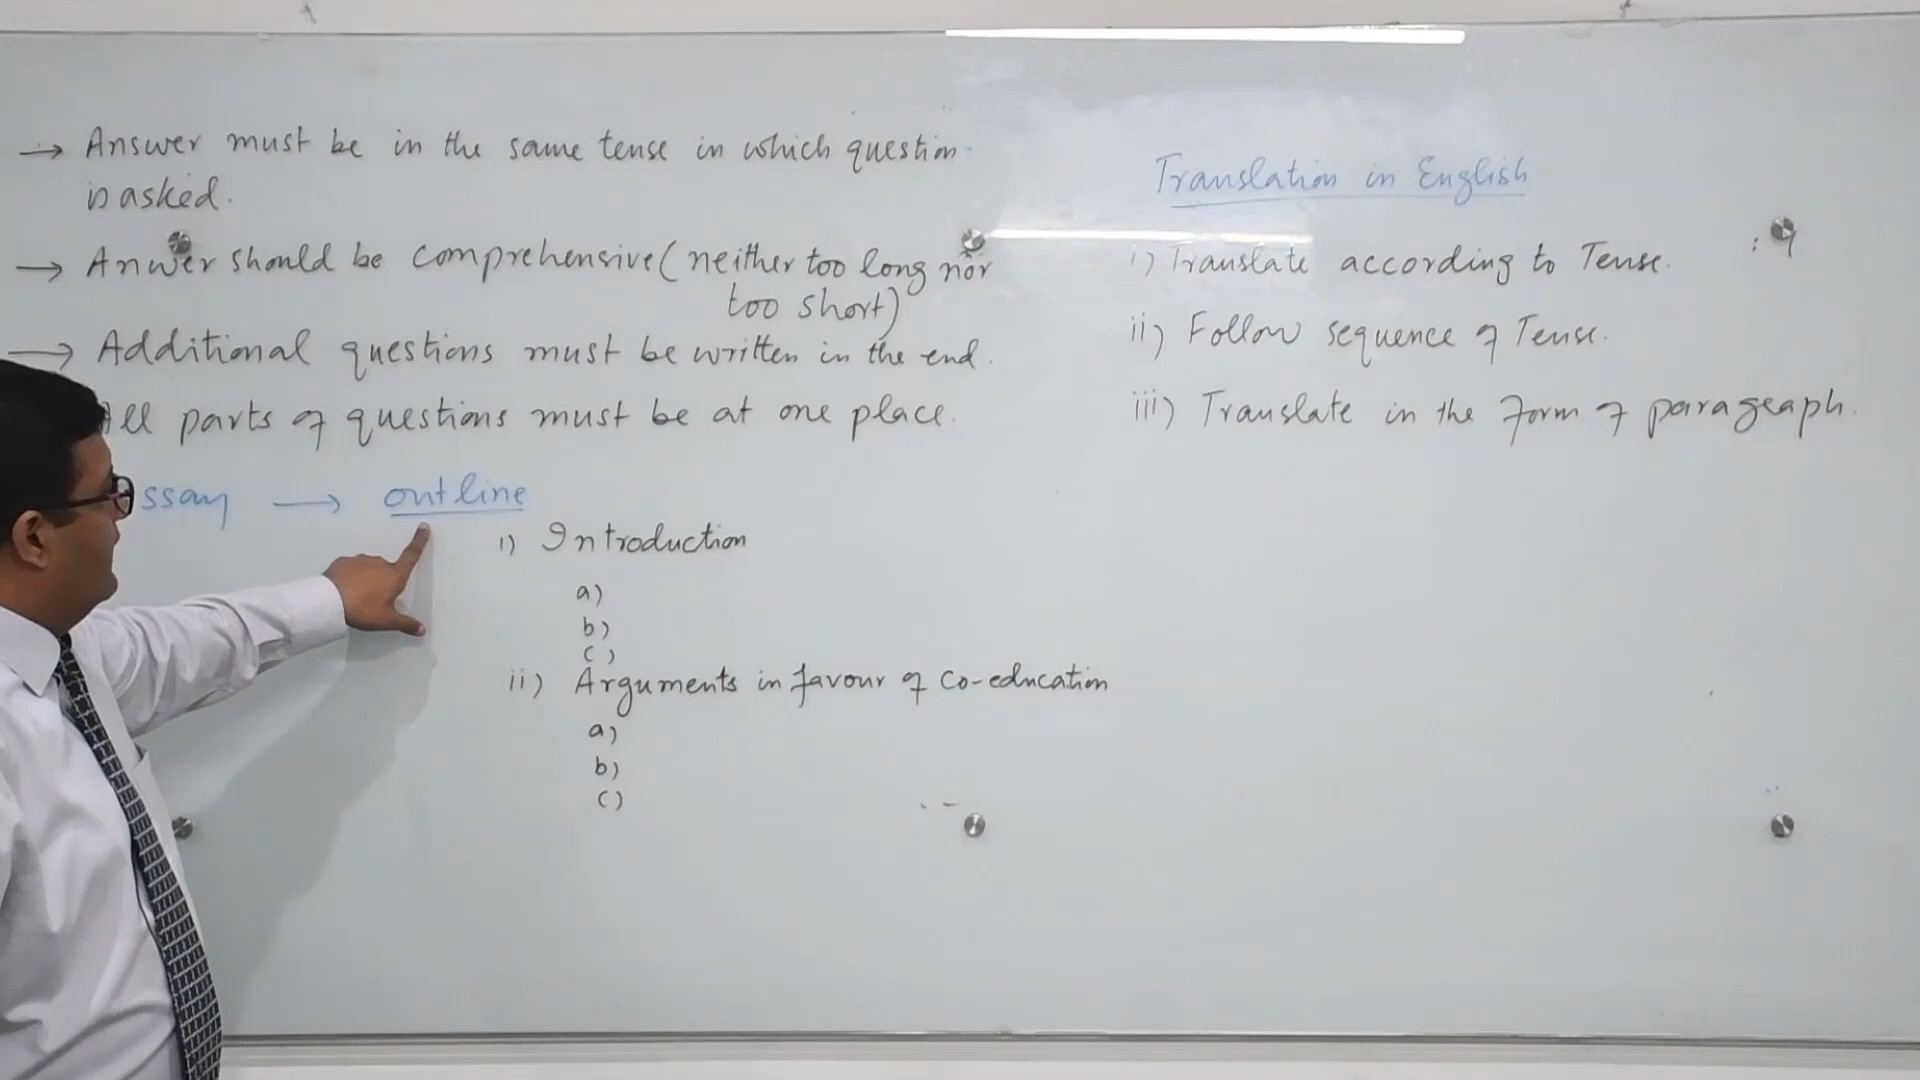 → Answer must be in the same tense in which question
is asked.
→ Anwer should be comprehensive (neither too long nor
too short)
→ Additional questions must be written in the end.
All parts of questions must be at one place.
ssay → outline
i) Introduction
a)
b)
c)
ii) Arguments in favour of co-education
a)
b)
c)
Translation in English
i) Translate according to Tense.
ii) Follow sequence of Tense.
iii) Translate in the form of paragraph.